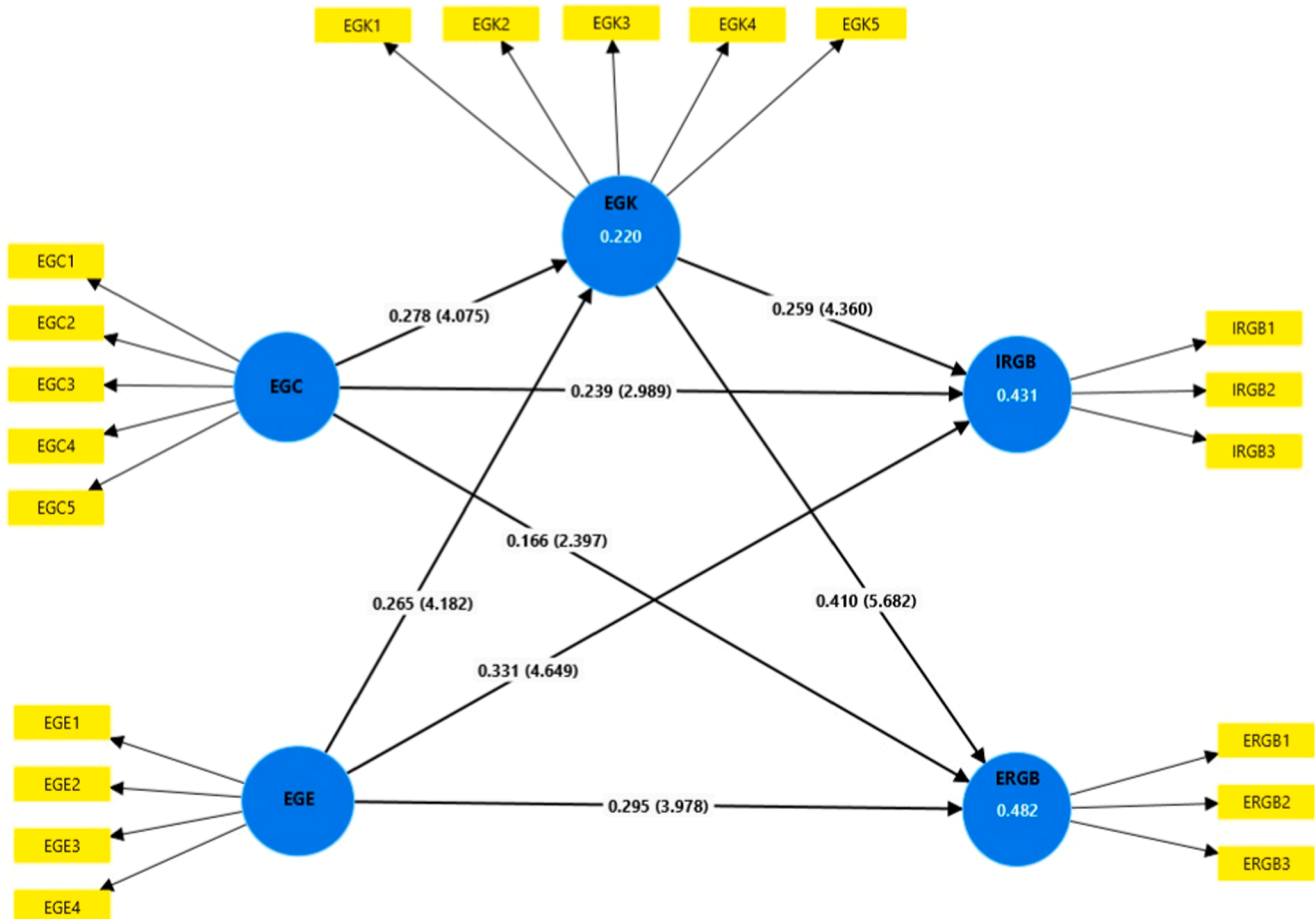 EGK1
EGK2
EGK3
EGK4
EGK5
EGK
0.220
EGC1
EGC2
EGC3
EGC4
EGC5
EGC
0.278 (4.075)
0.259 (4.360)
0.239 (2.989)
IRGB
0.431
IRGB1
IRGB2
IRGB3
0.166 (2.397)
0.265 (4.182)
0.410 (5.682)
0.331 (4.649)
EGE1
EGE2
EGE3
EGE4
EGE
0.295 (3.978)
ERGB
0.482
ERGB1
ERGB2
ERGB3